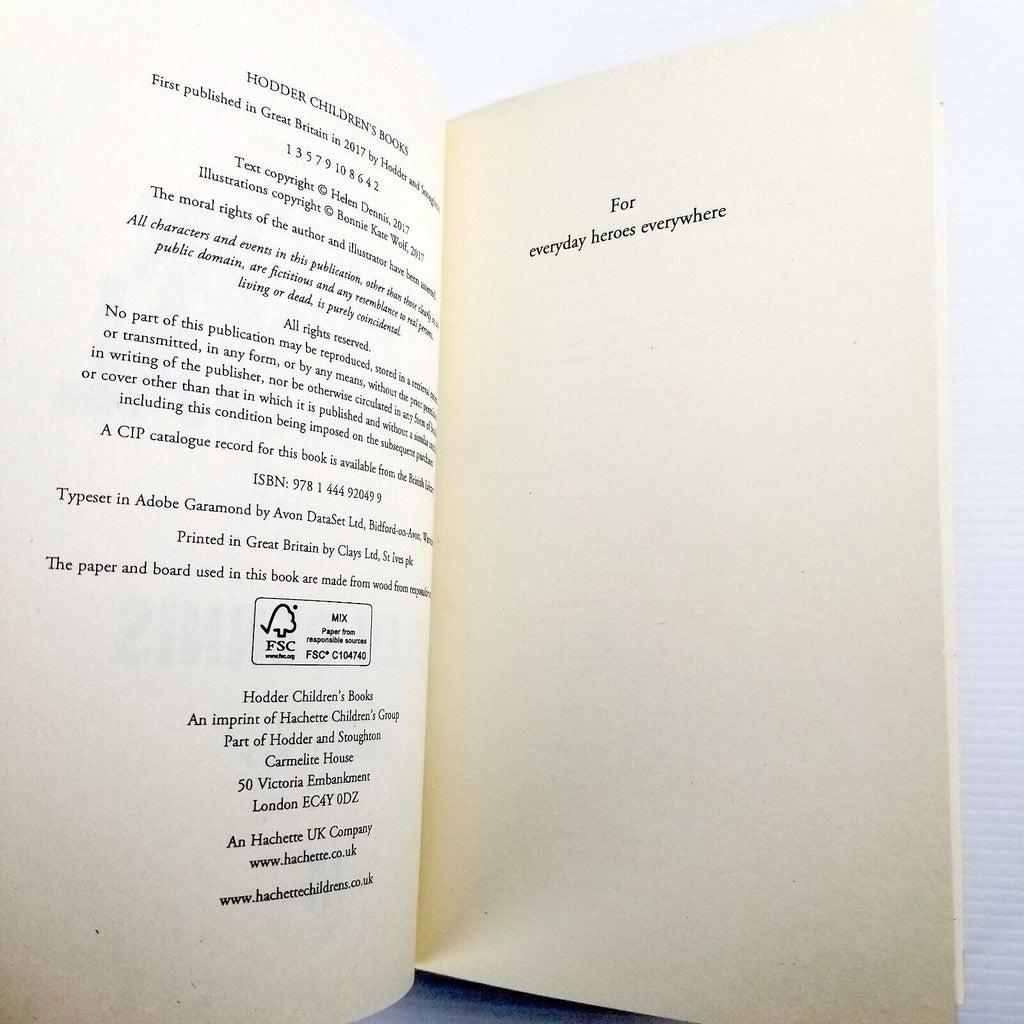 HODDER CHILDREN'S BOOKS
First published in Great Britain in 2017 by Hodder and Stoughton
1 3 5 7 9 10 8 6 4 2
Text copyright © Helen Dennis, 2017
Illustrations copyright © Bonnie Kate Wolf, 2017
The moral rights of the author and illustrator have been asserted.
All characters and events in this publication, other than those clearly in the
public domain, are fictitious and any resemblance to real persons,
living or dead, is purely coincidental.
All rights reserved.
No part of this publication may be reproduced, stored in a retrieval
or transmitted, in any form, or by any means, without the prior
in writing of the publisher, nor be otherwise circulated in any form of
or cover other than that in which it is published and without a similar
including this condition being imposed on the subsequent
A CIP catalogue record for this book is available from the British Library
ISBN: 978 1 444 92049 9
Typeset in Adobe Garamond by Avon DataSet Ltd, Bidford-on-Avon,
Printed in Great Britain by Clays Ltd, St Ives plc
The paper and board used in this book are made from wood from
MIX
Paper from
responsible sources
FSC® C104740
FSC
www.fsc.org
Hodder Children's Books
An imprint of Hachette Children's Group
Part of Hodder and Stoughton
Carmelite House
50 Victoria Embankment
London EC4Y 0DZ
An Hachette UK Company
www.hachette.co.uk
www.hachettechildrens.co.uk
For
everyday heroes everywhere